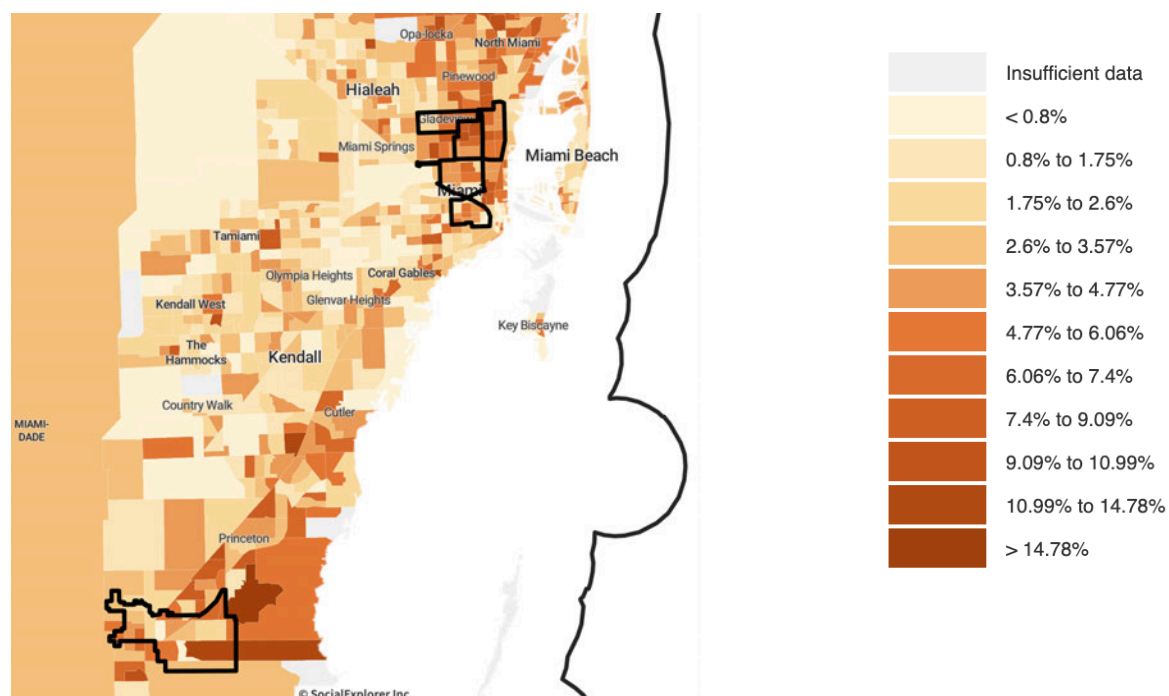 Opa-locka
North Miami
Pinewood
Hialeah
Gladeview
Miami Springs
Miami Beach
Miami
Tamiami
Olympia Heights
Coral Gables
Kendall West
Glenvar Heights
Key Biscayne
The
Hammocks
Kendall
Country Walk
Cutler
MIAMI-
DADE
Princeton
© SocialExplorer Inc
Insufficient data
< 0.8%
0.8% to 1.75%
1.75% to 2.6%
2.6% to 3.57%
3.57% to 4.77%
4.77% to 6.06%
6.06% to 7.4%
7.4% to 9.09%
9.09% to 10.99%
10.99% to 14.78%
> 14.78%